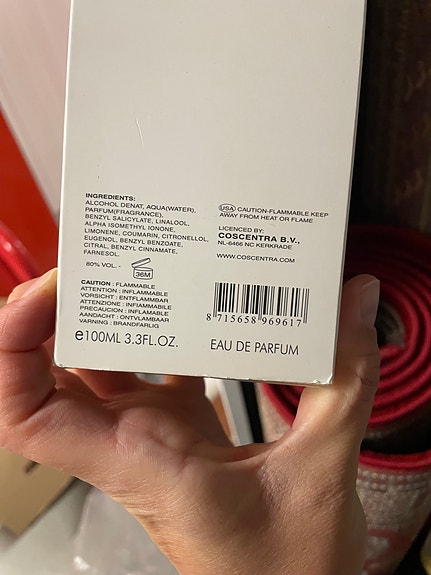 INGREDIENTS:
ALCOHOL DENAT, AQUA(WATER),
PARFUM(FRAGRANCE),
BENZYL SALICYLATE, LINALOOL,
ALPHA ISOMETHYL IONONE,
LIMONENE, COUMARIN, CITRONELLOL,
EUGENOL, BENZYL BENZOATE,
CITRAL, BENZYL CINNAMATE,
FARNESOL.
80% VOL.-
36M
CAUTION : FLAMMABLE
ATTENTION : INFLAMMABLE
VORSICHT : ENTFLAMMBAR
ATTENZIONE : INFIAMMABILE
PRECAUCION : INFLAMABLE
AANDACHT : ONTVLAMBAAR
VARNING : BRANDFARLIG
e100ML 3.3FL.OZ.
USA CAUTION-FLAMMABLE KEEP
AWAY FROM HEAT OR FLAME
LICENCED BY:
COSCENTRA B.V.,
NL-6466 NC KERKRADE
WWW.COSCENTRA.COM
8 715658 969617
EAU DE PARFUM